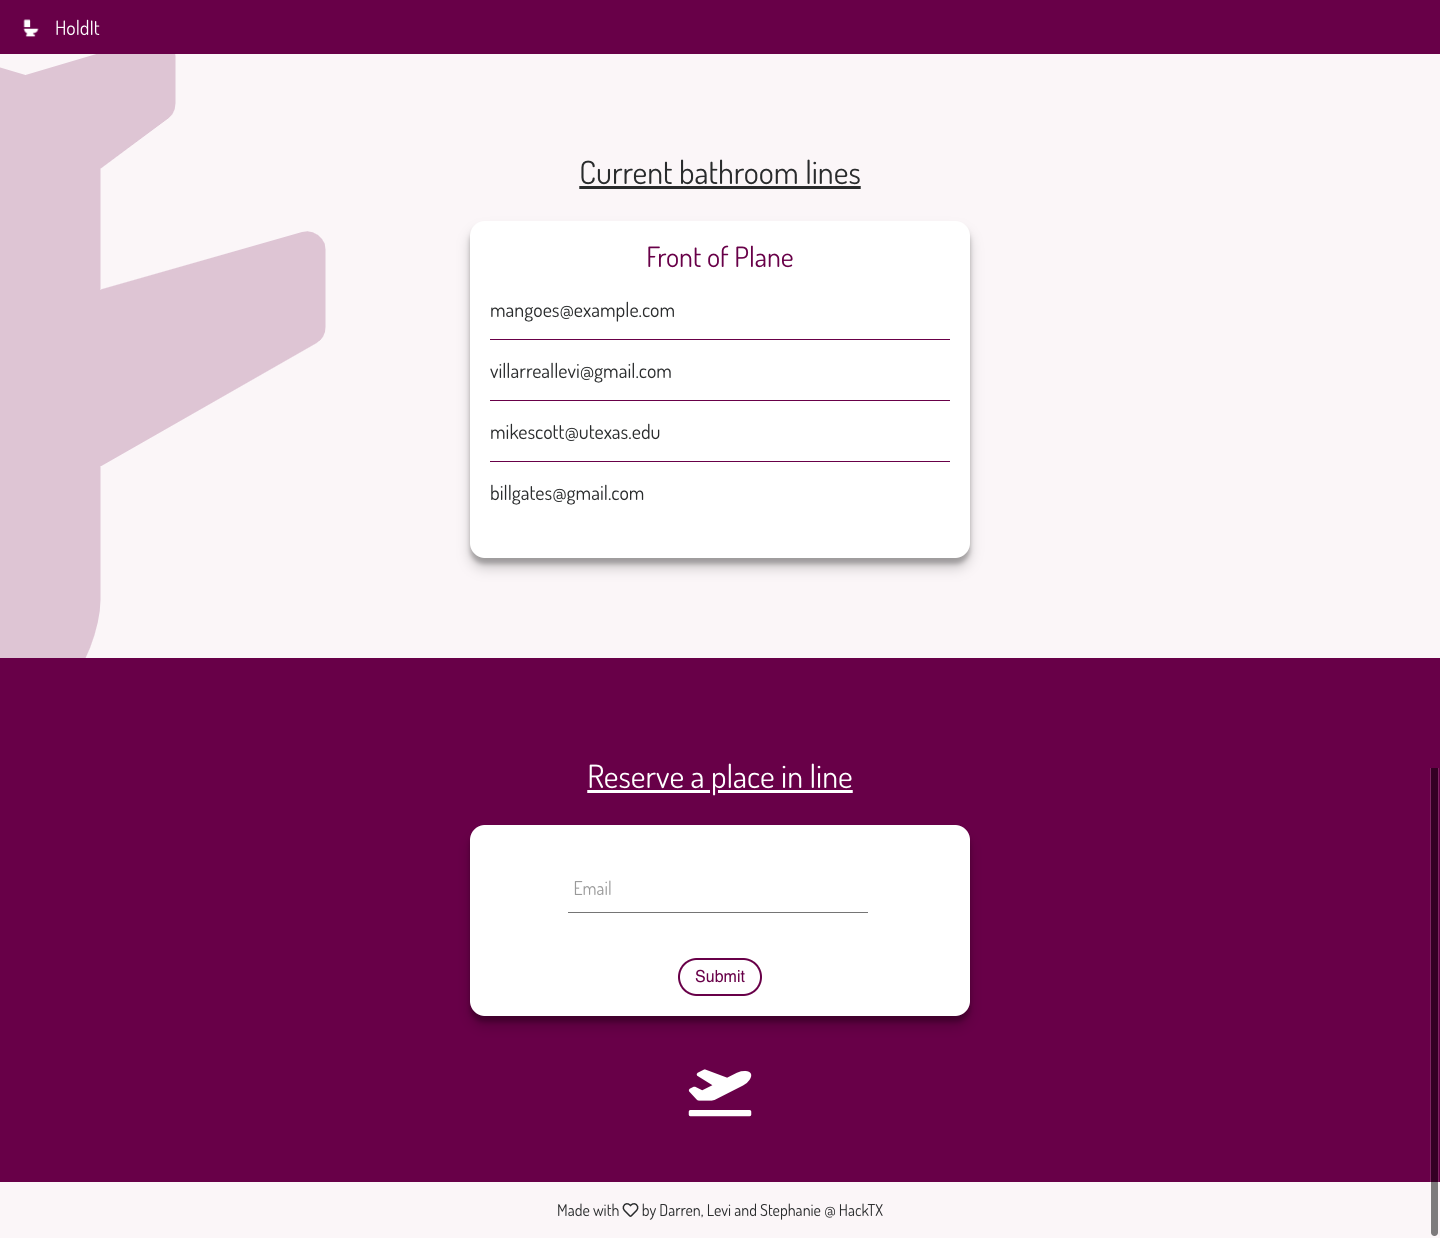 HoldIt
Current bathroom lines
Front of Plane
mangoes@example.com
villarreallevi@gmail.com
mikescott@utexas.edu
billgates@gmail.com
Reserve a place in line
Email
Submit
Made with ♡ by Darren, Levi and Stephanie @ HackTX